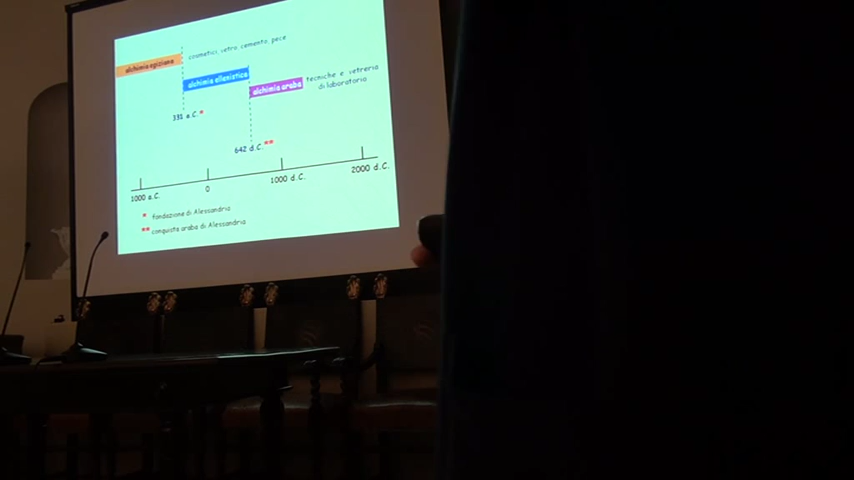 alchimia egiziana
cosmetici, vetro, cemento, pece
alchimia ellenistica
alchimia araba
tecniche e vetreria
di laboratorio
331 a.C. *
642 d.C. **
1000 a.C.
0
1000 d.C.
2000 d.C.
* fondazione di Alessandria
** conquista araba di Alessandria